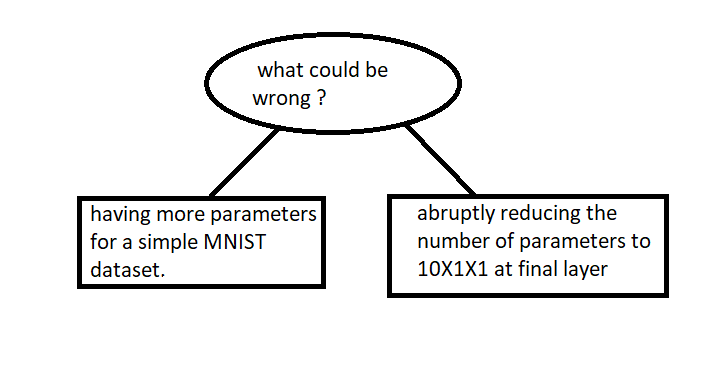 what could be
wrong ?
having more parameters
for a simple MNIST
dataset.
abruptly reducing the
number of parameters to
10X1X1 at final layer